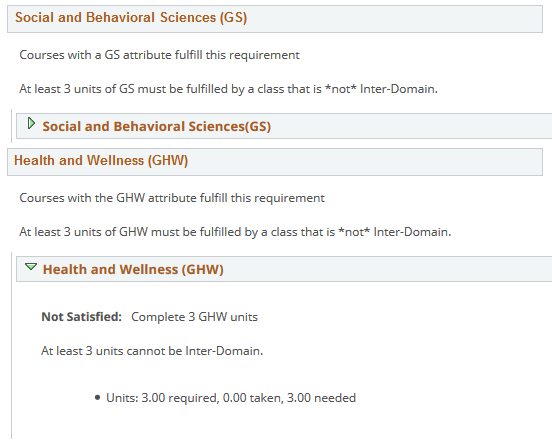 Social and Behavioral Sciences (GS)
Courses with a GS attribute fulfill this requirement
At least 3 units of GS must be fulfilled by a class that is *not* Inter-Domain.
Social and Behavioral Sciences(GS)
Health and Wellness (GHW)
Courses with the GHW attribute fulfill this requirement
At least 3 units of GHW must be fulfilled by a class that is *not* Inter-Domain.
Health and Wellness (GHW)
Not Satisfied: Complete 3 GHW units
At least 3 units cannot be Inter-Domain.
• Units: 3.00 required, 0.00 taken, 3.00 needed